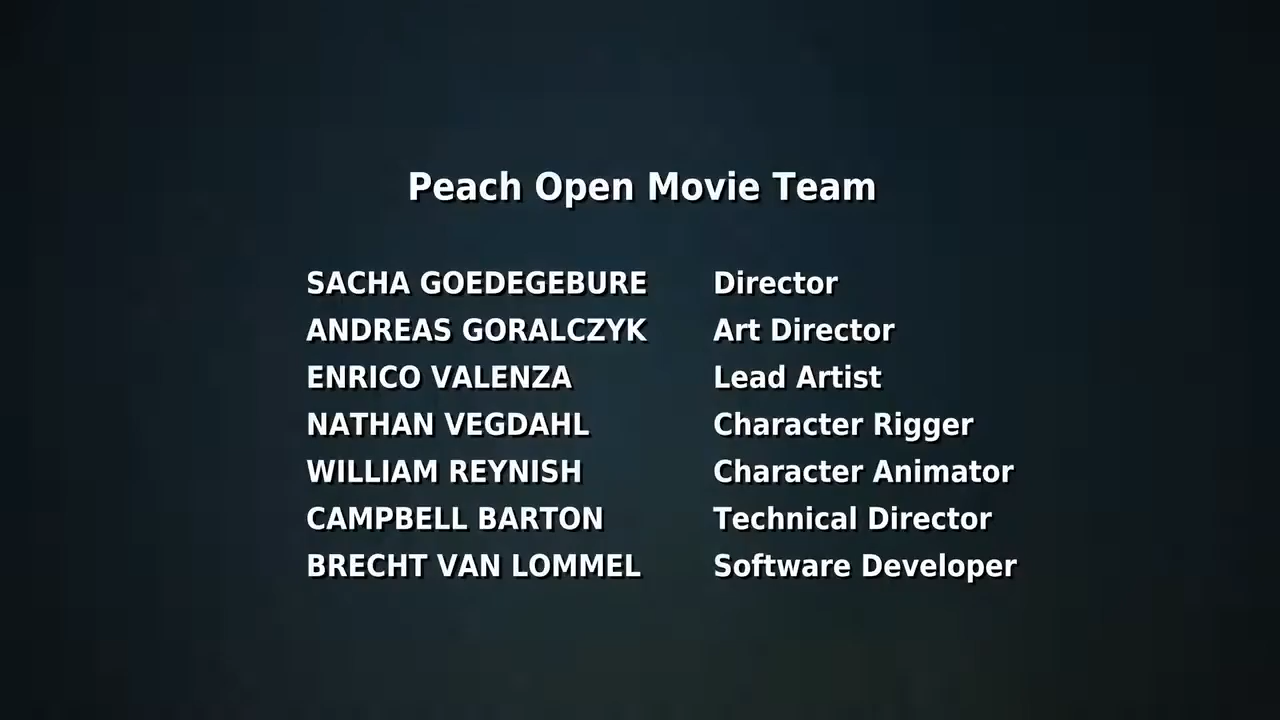 Peach Open Movie Team
SACHA GOEDEGEBURE Director
ANDREAS GORALCZYK Art Director
ENRICO VALENZA Lead Artist
NATHAN VEGDAHL Character Rigger
WILLIAM REYNISH Character Animator
CAMPBELL BARTON Technical Director
BRECHT VAN LOMMEL Software Developer